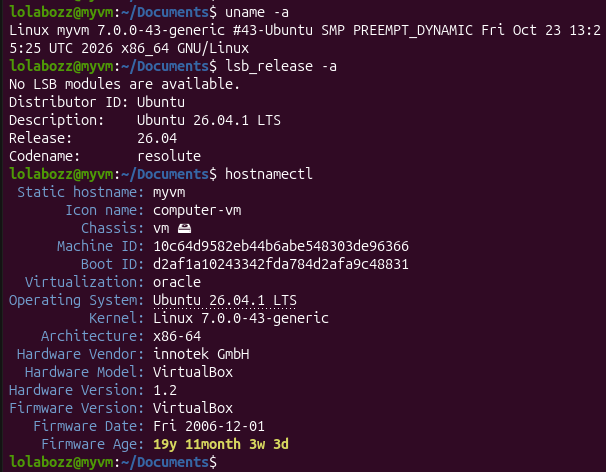 lolabozz@myvm:~/Documents$ uname -a
Linux myvm 7.0.0-43-generic #43-Ubuntu SMP PREEMPT_DYNAMIC Fri Oct 23 13:2
5:25 UTC 2026 x86_64 GNU/Linux
lolabozz@myvm:~/Documents$ lsb_release -a
No LSB modules are available.
Distributor ID: Ubuntu
Description:    Ubuntu 26.04.1 LTS
Release:        26.04
Codename:       resolute
lolabozz@myvm:~/Documents$ hostnamectl
 Static hostname: myvm
       Icon name: computer-vm
         Chassis: vm 🖴
      Machine ID: 10c64d9582eb44b6abe548303de96366
         Boot ID: d2af1a10243342fda784d2afa9c48831
  Virtualization: oracle
Operating System: Ubuntu 26.04.1 LTS
          Kernel: Linux 7.0.0-43-generic
    Architecture: x86-64
 Hardware Vendor: innotek GmbH
  Hardware Model: VirtualBox
Hardware Version: 1.2
Firmware Version: VirtualBox
   Firmware Date: Fri 2006-12-01
    Firmware Age: 19y 11month 3w 3d
lolabozz@myvm:~/Documents$